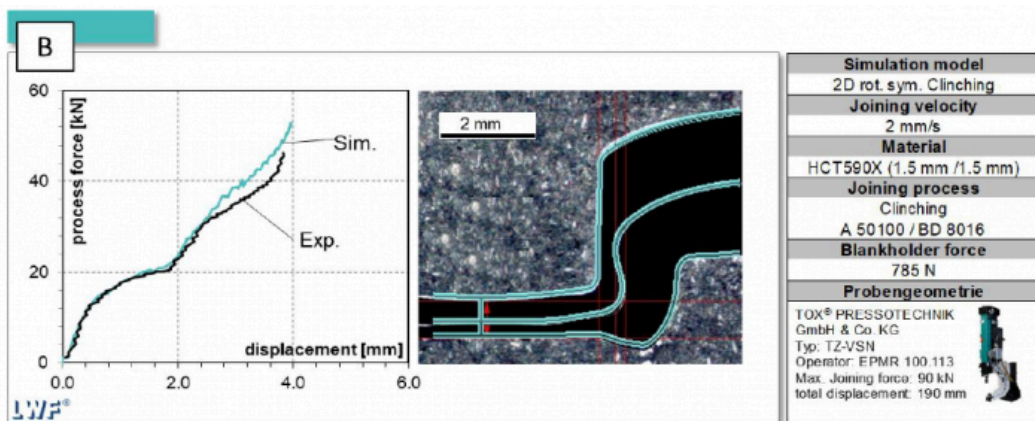 B
60
40
20
0
process force [kN]
Sim.
Exp.
displacement [mm]
0.0 2.0 4.0 6.0
LWF®
2 mm
Simulation model
2D rot. sym. Clinching
Joining velocity
2 mm/s
Material
HCT590X (1.5 mm /1.5 mm)
Joining process
Clinching
A 50100 / BD 8016
Blankholder force
785 N
Probengeometrie
TOX® PRESSOTECHNIK
GmbH & Co. KG
Typ: TZ-VSN
Operator: EPMR 100.113
Max. Joining force: 90 kN
total displacement: 190 mm